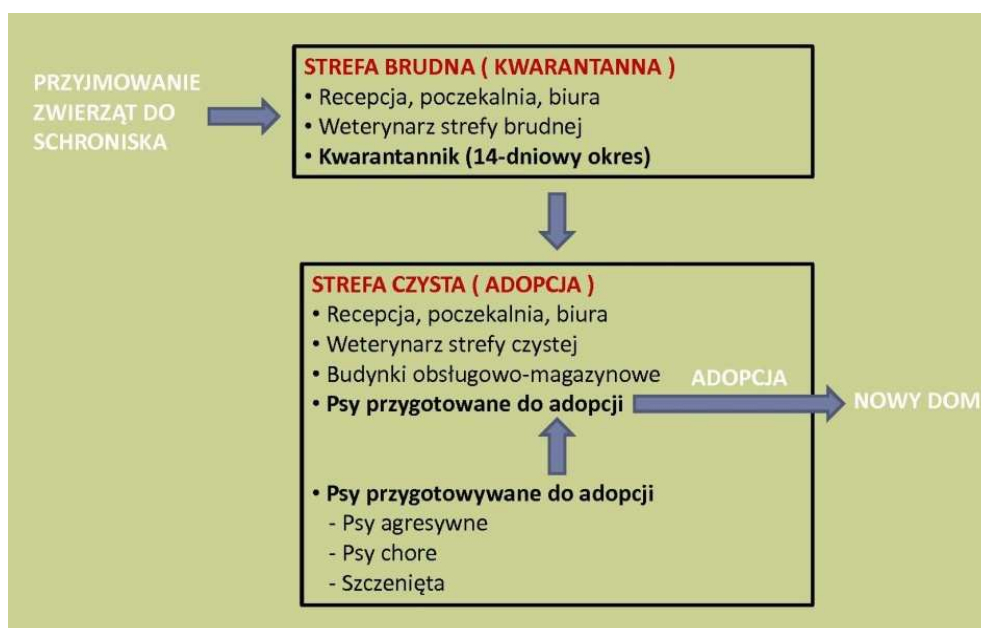 PRZYJMOWANIE
ZWIERZĄT DO
SCHRONISKA
STREFA BRUDNA ( KWARANTANNA )
• Recepcja, poczekalnia, biura
• Weterynarz strefy brudnej
• Kwarantannik (14-dniowy okres)
STREFA CZYSTA ( ADOPCJA )
• Recepcja, poczekalnia, biura
• Weterynarz strefy czystej
• Budynki obsługowo-magazynowe
• Psy przygotowane do adopcji
ADOPCJA
NOWY DOM
• Psy przygotowywane do adopcji
- Psy agresywne
- Psy chore
- Szczenięta